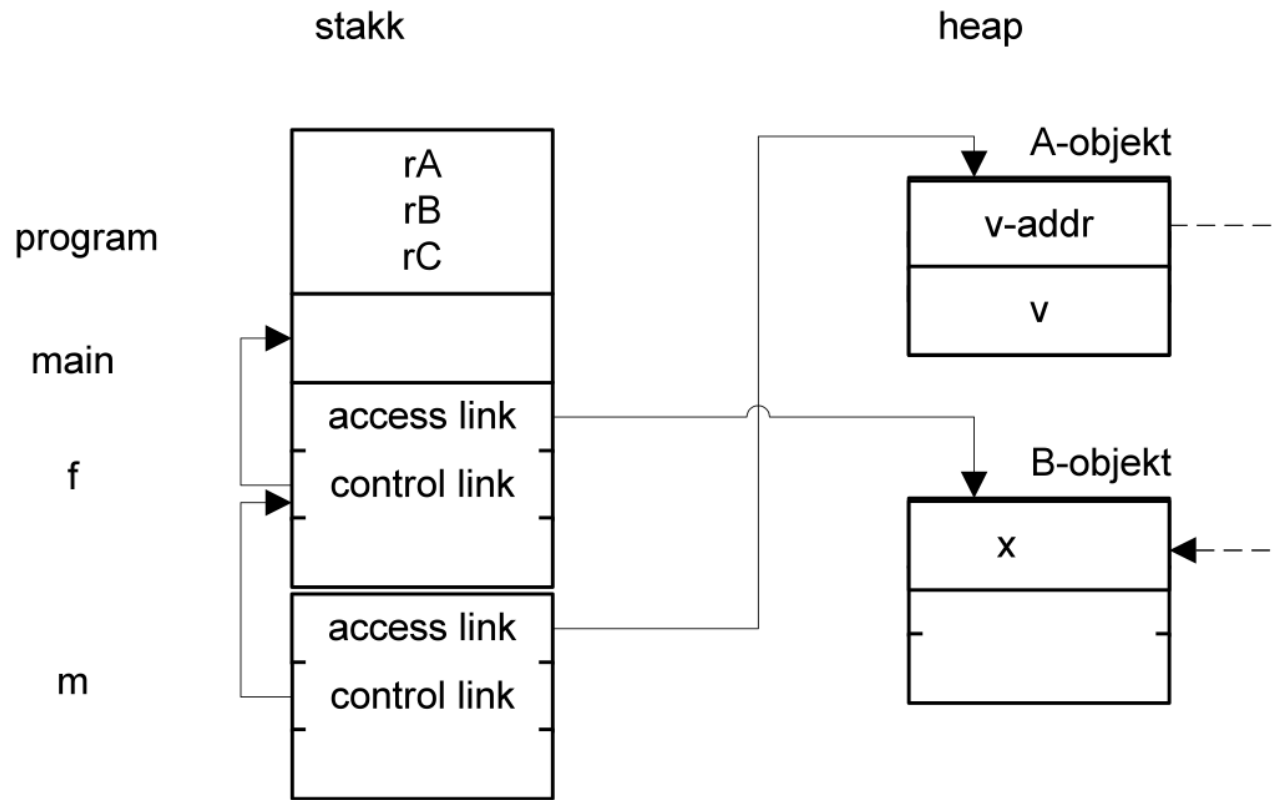 stakk
heap
program
main
f
m
rA
rB
rC
access link
control link
access link
control link
A-objekt
v-addr
v
B-objekt
x